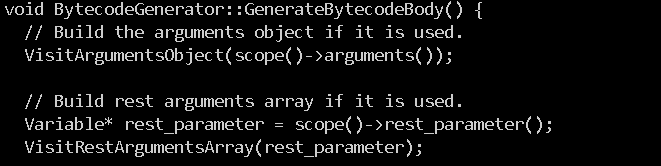 void BytecodeGenerator::GenerateBytecodeBody() {
  // Build the arguments object if it is used.
  VisitArgumentsObject(scope()->arguments());

  // Build rest arguments array if it is used.
  Variable* rest_parameter = scope()->rest_parameter();
  VisitRestArgumentsArray(rest_parameter);